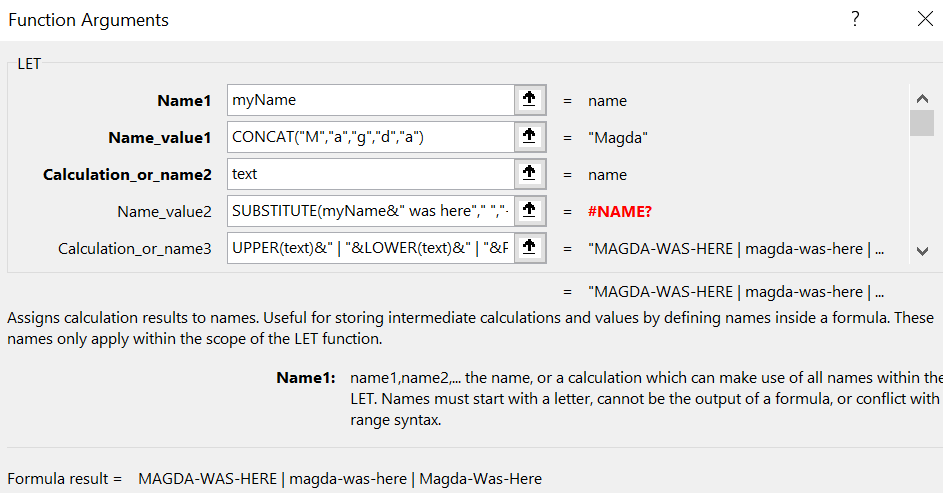 Function Arguments ?
LET
Name1 myName = name
Name_value1 CONCAT("M","a","g","d","a") = "Magda"
Calculation_or_name2 text = name
Name_value2 SUBSTITUTE(myName&" was here"," ","- = #NAME?
Calculation_or_name3 UPPER(text)&" | "&LOWER(text)&" | "& = "MAGDA-WAS-HERE | magda-was-here | ...
= "MAGDA-WAS-HERE | magda-was-here | ...
Assigns calculation results to names. Useful for storing intermediate calculations and values by defining names inside a formula. These
names only apply within the scope of the LET function.
Name1: name1,name2,... the name, or a calculation which can make use of all names within the
LET. Names must start with a letter, cannot be the output of a formula, or conflict with
range syntax.
Formula result = MAGDA-WAS-HERE | magda-was-here | Magda-Was-Here